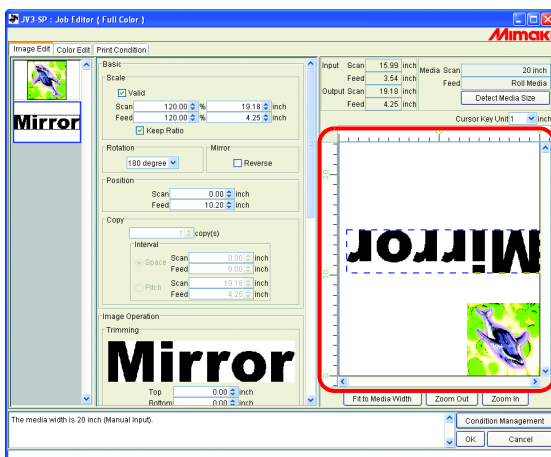 JV3-SP : Job Editor ( Full Color )
Mimaki
Image Edit Color Edit Print Condition
Mirror
Basic
Scale
Valid
Scan 120.00 % 19.18 inch
Feed 120.00 % 4.25 inch
Keep Ratio
Rotation
180 degree
Mirror
Reverse
Position
Scan 0.00 inch
Feed 10.20 inch
Copy
1 copy(s)
Interval
Space Scan 0.00 inch
Feed 0.00 inch
Pitch Scan 19.18 inch
Feed 4.25 inch
Image Operation
Trimming
Mirror
Top 0.00 inch
Bottom 0.00 inch
Input Scan 15.99 inch
Feed 3.54 inch
Output Scan 19.18 inch
Feed 4.25 inch
Media Scan 20 inch
Feed Roll Media
Detect Media Size
Cursor Key Unit 1 inch
Mirror
Fit to Media Width Zoom Out Zoom In
The media width is 20 inch (Manual Input).
Condition Management
OK Cancel